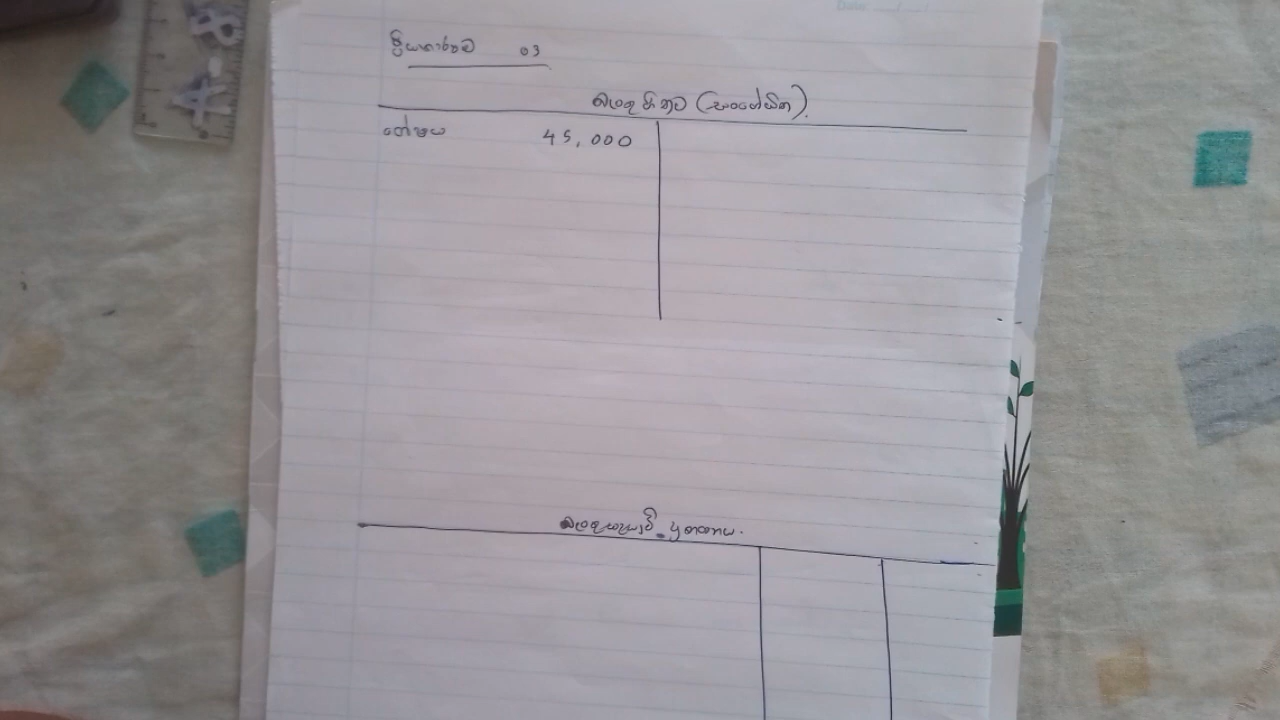 ක්‍රියාකාරකම 03
බැංකු ගිණුම (සංශෝධිත).
ශේෂය 45,000
බැංකු සැසඳුම් ප්‍රකාශය.